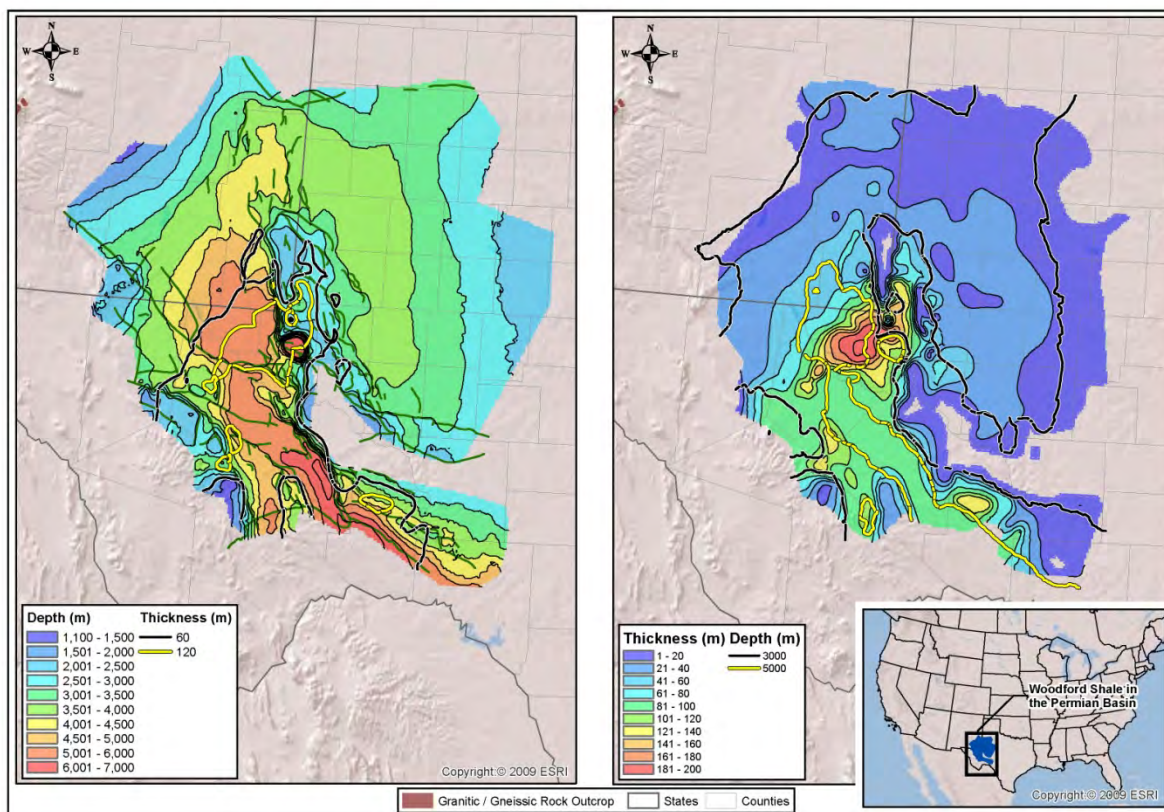 N
W E
S
Depth (m) Thickness (m)
1,100 - 1,500 60
1,501 - 2,000 120
2,001 - 2,500
2,501 - 3,000
3,001 - 3,500
3,501 - 4,000
4,001 - 4,500
4,501 - 5,000
5,001 - 6,000
6,001 - 7,000
Copyright:© 2009 ESRI
N
W E
S
Thickness (m) Depth (m)
1 - 20 3000
21 - 40 5000
41 - 60
61 - 80
81 - 100
101 - 120
121 - 140
141 - 160
161 - 180
181 - 200
Woodford Shale in
the Permian Basin
Copyright:© 2009 ESRI
Granitic / Gneissic Rock Outcrop States Counties